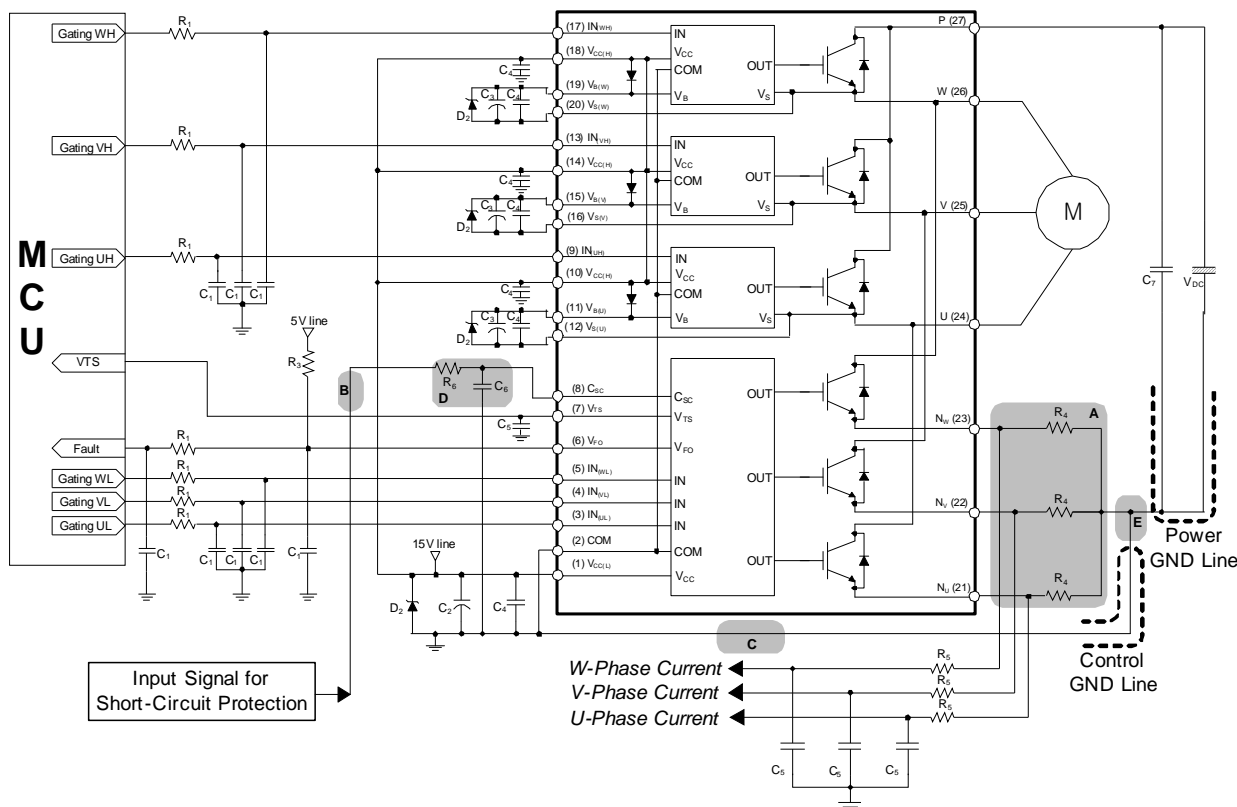 MCU
Gating WH
R1
(17) IN(WH)
IN
P (27)
(18) VCC(H)
VCC
COM
OUT
C4
(19) VB(W)
VB
VS
(20) VS(W)
D2
C3
C4
W (26)
Gating VH
R1
(13) IN(VH)
IN
(14) VCC(H)
VCC
COM
OUT
C4
(15) VB(V)
VB
VS
(16) VS(V)
D2
C3
C4
V (25)
M
Gating UH
R1
(9) IN(UH)
IN
(10) VCC(H)
VCC
COM
OUT
C4
(11) VB(U)
VB
VS
(12) VS(U)
D2
C3
C4
U (24)
C1
C1
C1
C7
VDC
5V line
R3
VTS
B
R6
D
C6
(8) CSC
CSC
OUT
(7) VTS
VTS
C5
NW (23)
R4
A
Fault
R1
(6) VFO
VFO
Gating WL
R1
(5) IN(WL)
IN
Gating VL
R1
(4) IN(VL)
IN
OUT
NV (22)
R4
E
Gating UL
R1
(3) IN(UL)
IN
(2) COM
COM
OUT
(1) VCC(L)
VCC
NU (21)
R4
C1
C1
C1
C1
C1
15V line
D2
C2
C4
C
Power
GND Line
Control
GND Line
Input Signal for
Short-Circuit Protection
W-Phase Current
R5
V-Phase Current
R5
U-Phase Current
R5
C5
C5
C5